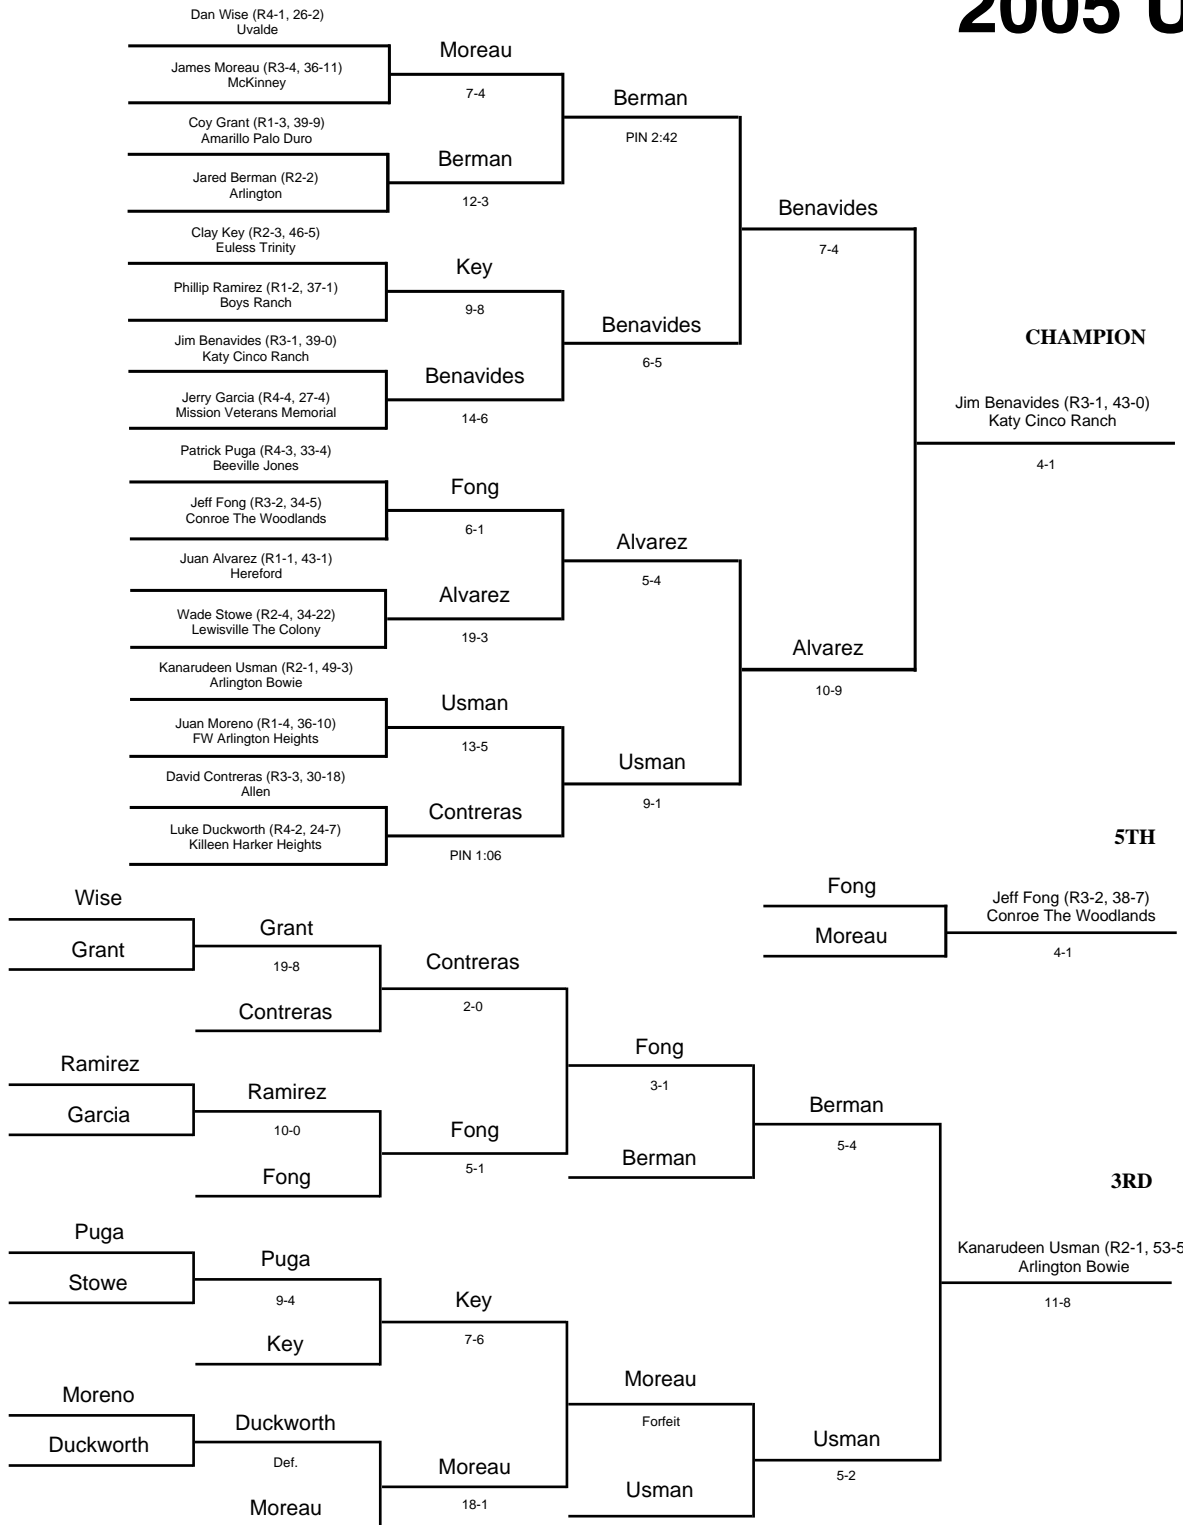 2005 U
Dan Wise (R4-1, 26-2)
Uvalde
James Moreau (R3-4, 36-11)
McKinney
Coy Grant (R1-3, 39-9)
Amarillo Palo Duro
Jared Berman (R2-2)
Arlington
Clay Key (R2-3, 46-5)
Euless Trinity
Phillip Ramirez (R1-2, 37-1)
Boys Ranch
Jim Benavides (R3-1, 39-0)
Katy Cinco Ranch
Jerry Garcia (R4-4, 27-4)
Mission Veterans Memorial
Patrick Puga (R4-3, 33-4)
Beeville Jones
Jeff Fong (R3-2, 34-5)
Conroe The Woodlands
Juan Alvarez (R1-1, 43-1)
Hereford
Wade Stowe (R2-4, 34-22)
Lewisville The Colony
Kanarudeen Usman (R2-1, 49-3)
Arlington Bowie
Juan Moreno (R1-4, 36-10)
FW Arlington Heights
David Contreras (R3-3, 30-18)
Allen
Luke Duckworth (R4-2, 24-7)
Killeen Harker Heights
Moreau
7-4
Berman
12-3
Key
9-8
Benavides
14-6
Fong
6-1
Alvarez
19-3
Usman
13-5
Contreras
PIN 1:06
Berman
PIN 2:42
Benavides
6-5
Alvarez
5-4
Usman
9-1
Benavides
7-4
Alvarez
10-9
CHAMPION
Jim Benavides (R3-1, 43-0)
Katy Cinco Ranch
4-1
5TH
Fong
Moreau
Jeff Fong (R3-2, 38-7)
Conroe The Woodlands
4-1
Wise
Grant
Ramirez
Garcia
Puga
Stowe
Moreno
Duckworth
Grant
19-8
Contreras
Ramirez
10-0
Fong
Puga
9-4
Key
Duckworth
Def.
Moreau
Contreras
2-0
Fong
5-1
Key
7-6
Moreau
18-1
Fong
3-1
Berman
Moreau
Forfeit
Usman
Berman
5-4
Usman
5-2
3RD
Kanarudeen Usman (R2-1, 53-5
Arlington Bowie
11-8